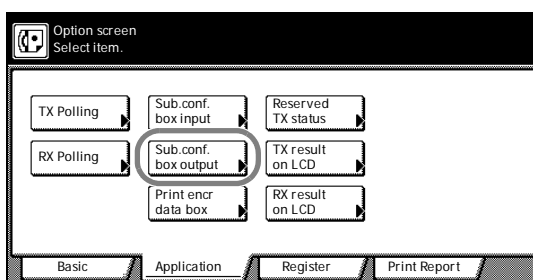 Option screen
Select item.
TX Polling
Sub.conf.
box input
Reserved
TX status
RX Polling
Sub.conf.
box output
TX result
on LCD
Print encr
data box
RX result
on LCD
Basic
Application
Register
Print Report